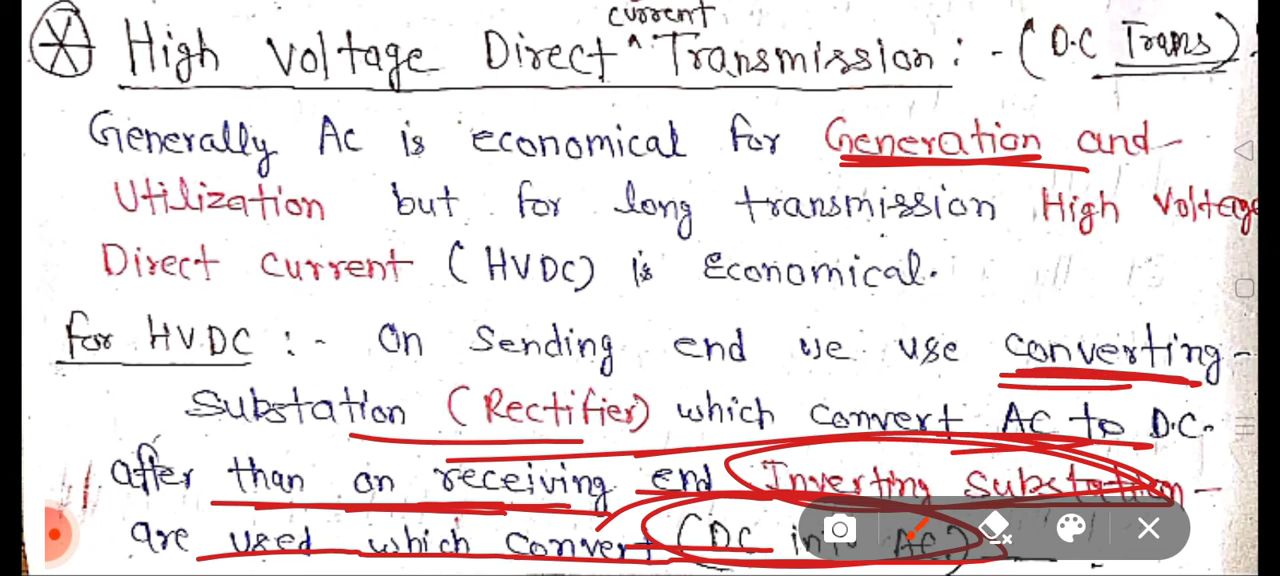 High Voltage Direct ^ current Transmission : - (D.C Trans).
Generally Ac is economical for Generation and -
Utilization but for long transmission High Voltage
Direct current (HVDC) is Economical.
for HVDC : - On Sending end we use converting -
Substation (Rectifier) which convert AC to D.C.
after than on receiving end Inverting Substation -
are used which convert (DC into AC)